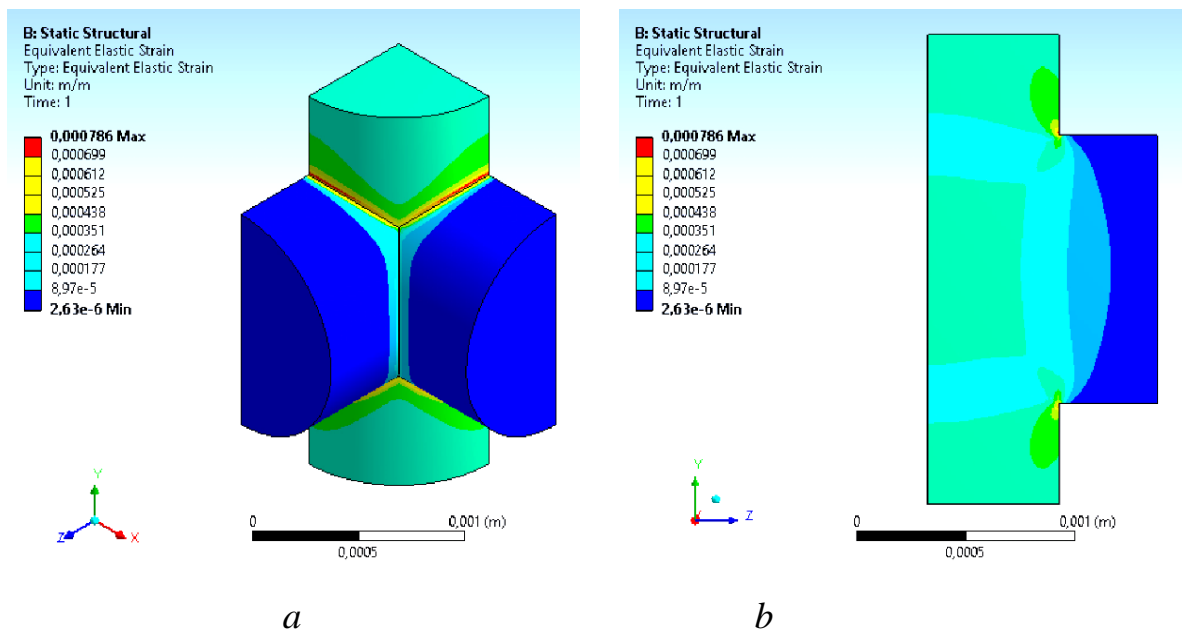 B: Static Structural
Equivalent Elastic Strain
Type: Equivalent Elastic Strain
Unit: m/m
Time: 1
0,000786 Max
0,000699
0,000612
0,000525
0,000438
0,000351
0,000264
0,000177
8,97e-5
2,63e-6 Min
Y
Z
X
0
0,001 (m)
0,0005
a
B: Static Structural
Equivalent Elastic Strain
Type: Equivalent Elastic Strain
Unit: m/m
Time: 1
0,000786 Max
0,000699
0,000612
0,000525
0,000438
0,000351
0,000264
0,000177
8,97e-5
2,63e-6 Min
Y
X
Z
0
0,001 (m)
0,0005
b